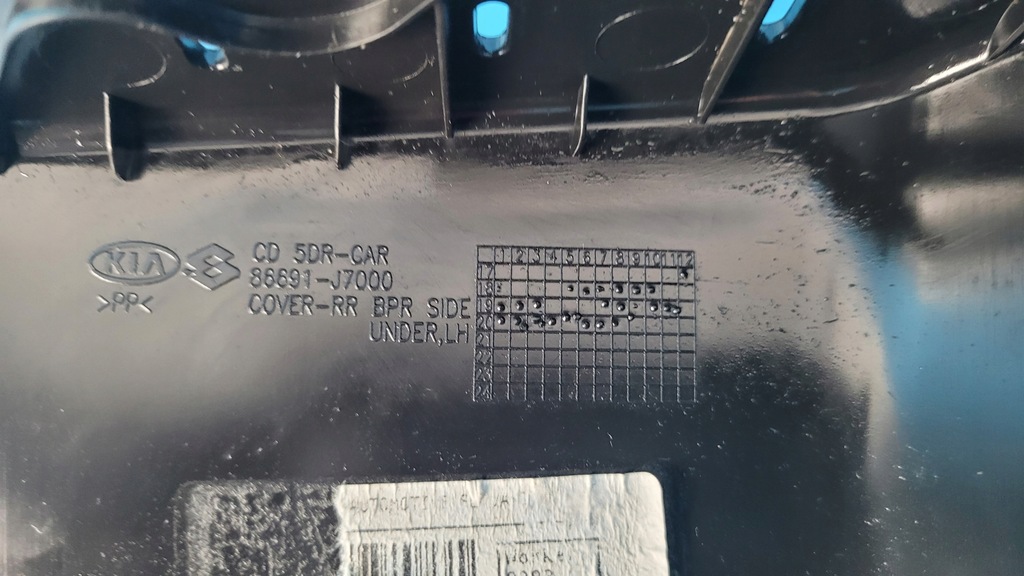 KIA
>PP<
CD 5DR-CAR
86691-J7000
COVER-RR BPR SIDE
UNDER,LH
1 2 3 4 5 6 7 8 9 10 11 12
17
18
19
20
21
22
23
24